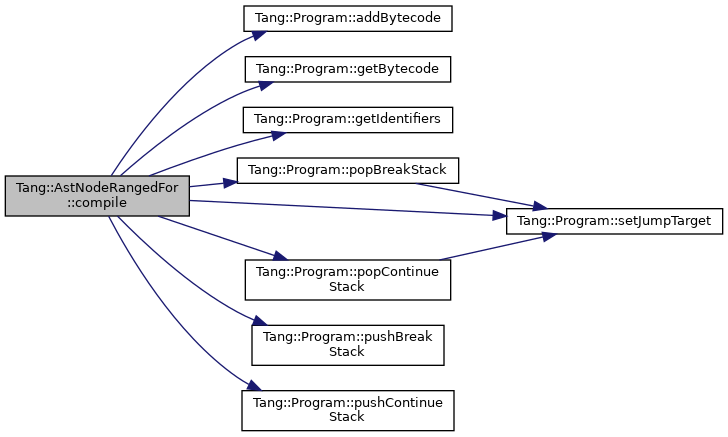 Tang::Program::addBytecode
Tang::Program::getBytecode
Tang::Program::getIdentifiers
Tang::Program::popBreakStack
Tang::AstNodeRangedFor
::compile
Tang::Program::setJumpTarget
Tang::Program::popContinue
Stack
Tang::Program::pushBreak
Stack
Tang::Program::pushContinue
Stack